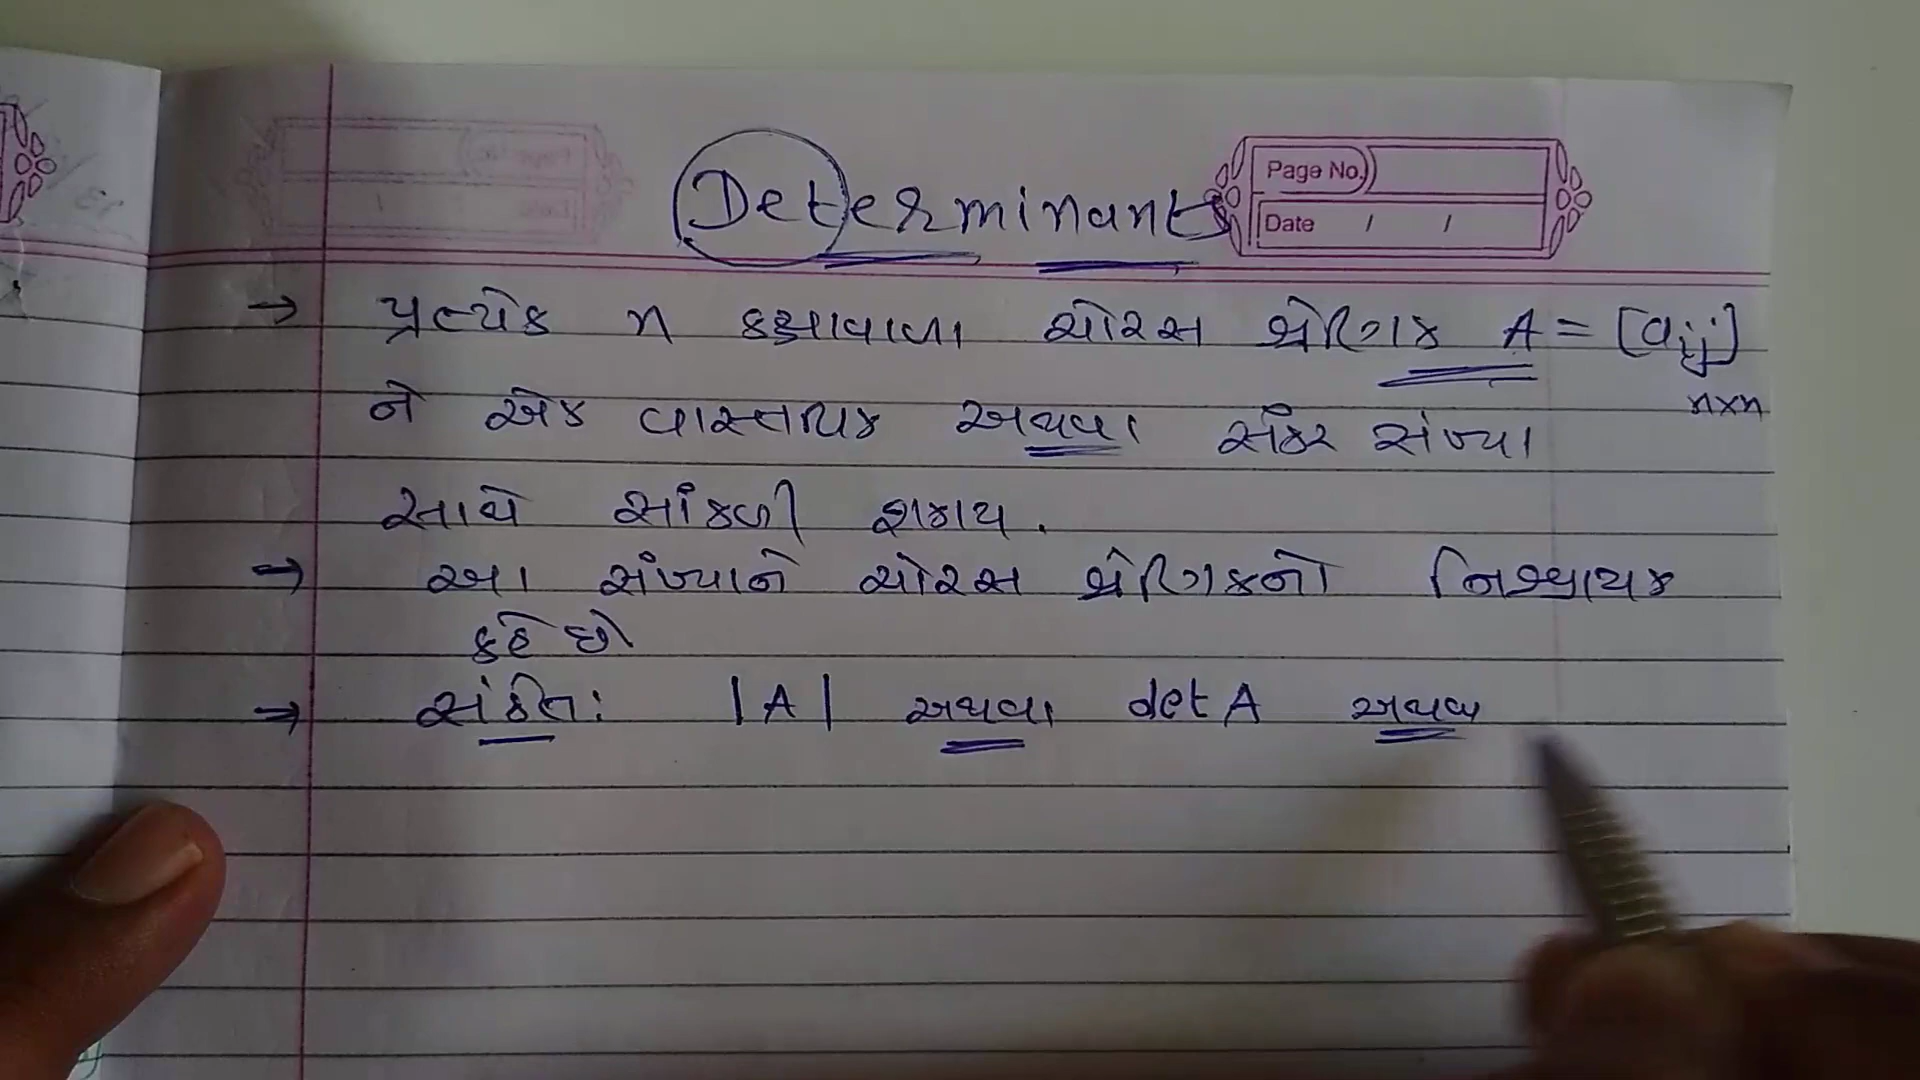 Determinants
Page No.
Date / /
→ પ્રત્યેક n કક્ષાવાળા ચોરસ શ્રેણિક A = [aij]
n×n
ને એક વાસ્તવિક અથવા સંકર સંખ્યા
સાથે સાંકળી શકાય.
→ આ સંખ્યાને ચોરસ શ્રેણિકનો નિશ્ચાયક
કહે છે
→ સંકેત: |A| અથવા det A અથવા